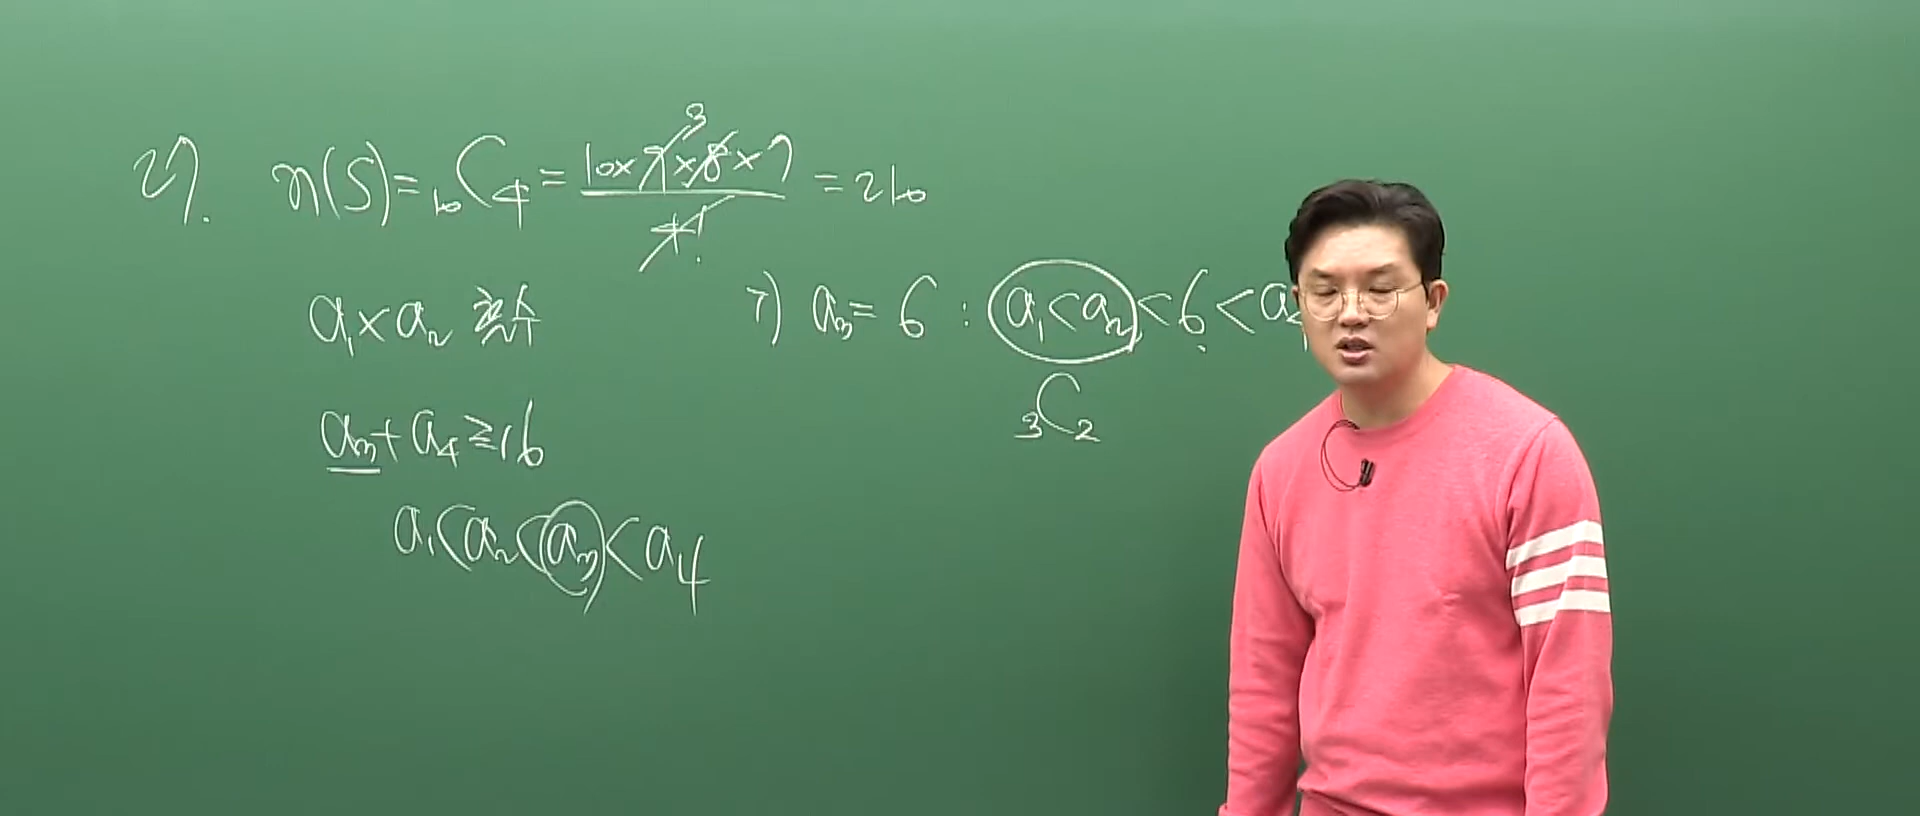 27. n(S) = ₁₀C₄ = (10×9×8×7)/4! = 210
3
a₁×a₂ 홀수
a₃+a₄≥16
a₁<a₂<a₃<a₄
i) a₃=6 : a₁<a₂<6<a₄
₃C₂